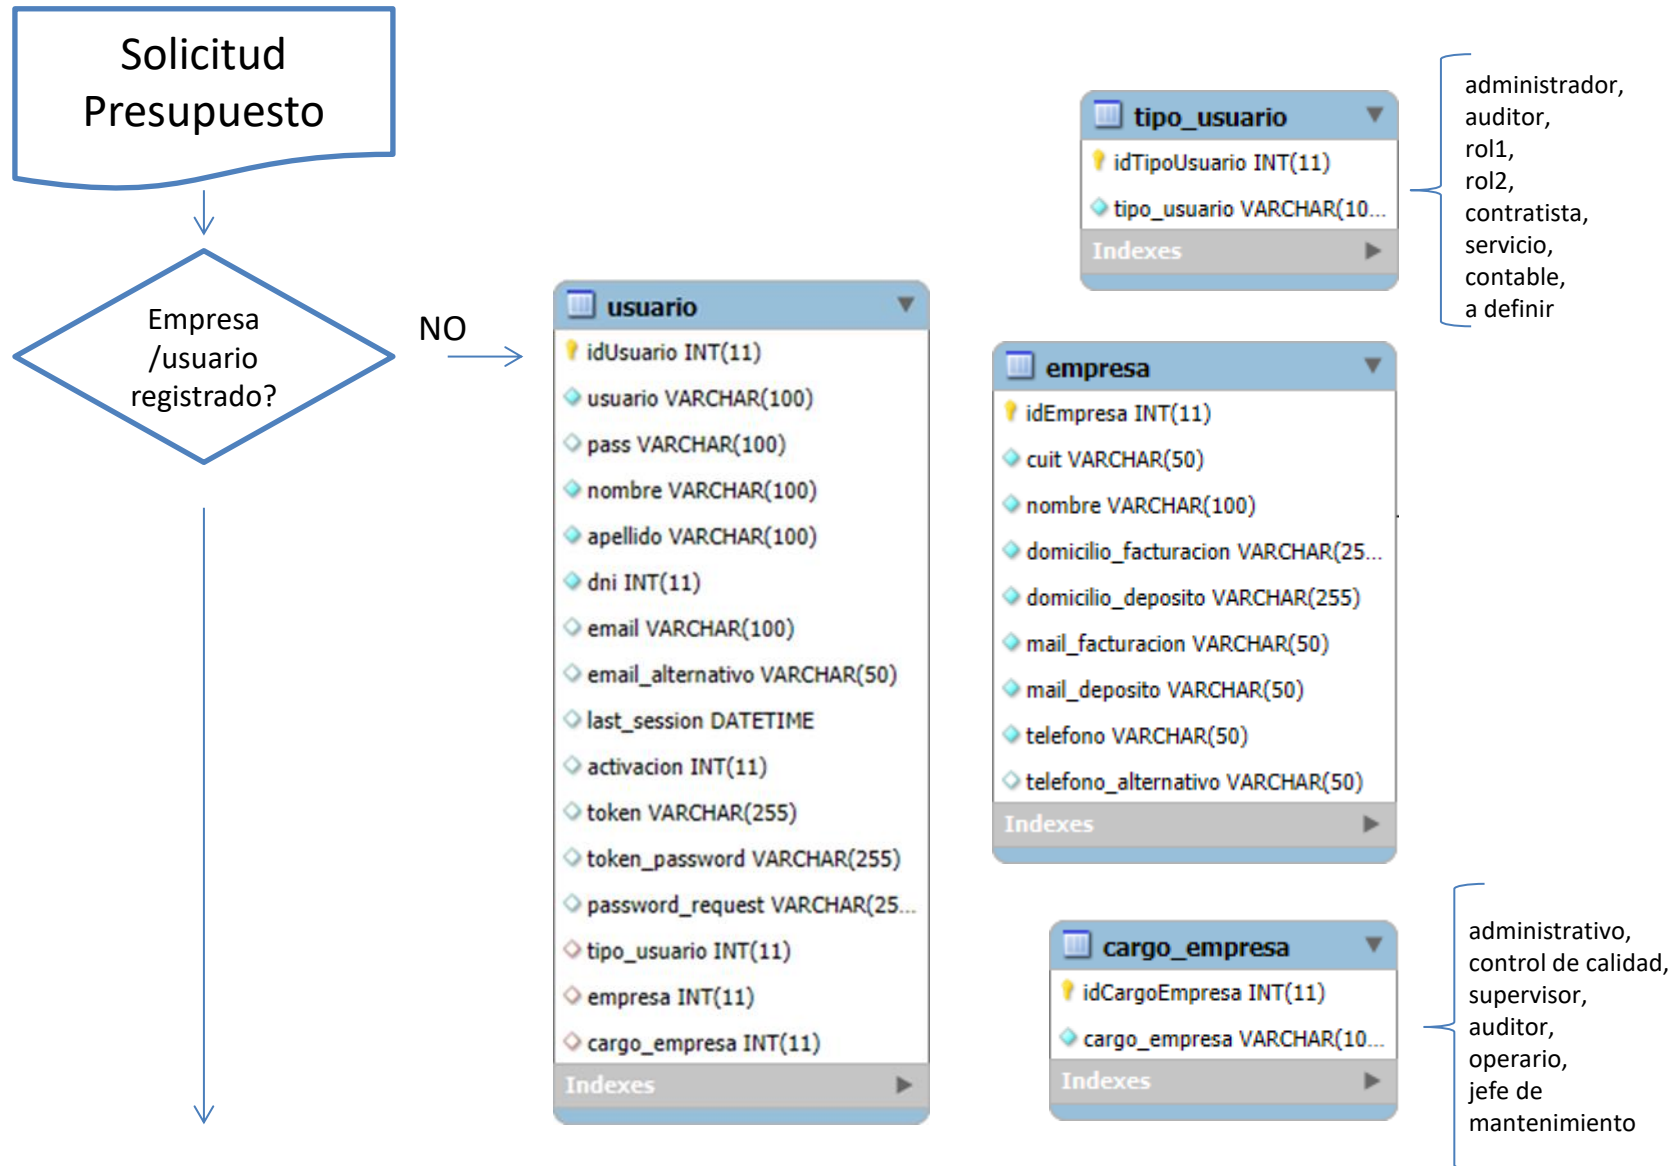 Solicitud
Presupuesto
Empresa
/usuario
registrado?
NO
usuario
idUsuario INT(11)
usuario VARCHAR(100)
pass VARCHAR(100)
nombre VARCHAR(100)
apellido VARCHAR(100)
dni INT(11)
email VARCHAR(100)
email_alternativo VARCHAR(50)
last_session DATETIME
activacion INT(11)
token VARCHAR(255)
token_password VARCHAR(255)
password_request VARCHAR(25...
tipo_usuario INT(11)
empresa INT(11)
cargo_empresa INT(11)
Indexes
tipo_usuario
idTipoUsuario INT(11)
tipo_usuario VARCHAR(10...
Indexes
administrador,
auditor,
rol1,
rol2,
contratista,
servicio,
contable,
a definir
empresa
idEmpresa INT(11)
cuit VARCHAR(50)
nombre VARCHAR(100)
domicilio_facturacion VARCHAR(25...
domicilio_deposito VARCHAR(255)
mail_facturacion VARCHAR(50)
mail_deposito VARCHAR(50)
telefono VARCHAR(50)
telefono_alternativo VARCHAR(50)
Indexes
cargo_empresa
idCargoEmpresa INT(11)
cargo_empresa VARCHAR(10...
Indexes
administrativo,
control de calidad,
supervisor,
auditor,
operario,
jefe de
mantenimiento